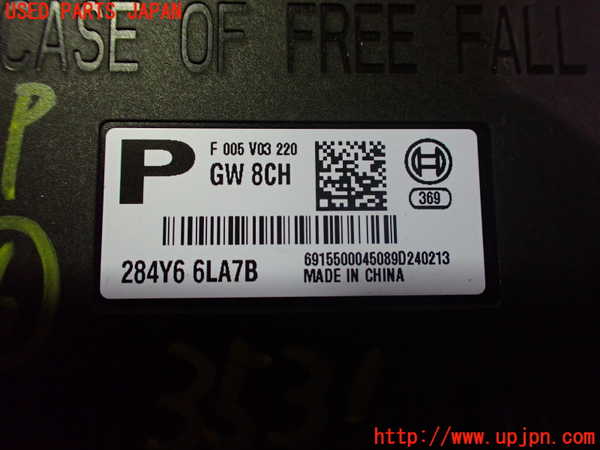 USED PARTS JAPAN
CASE OF FREE FALL
P
P
F 005 V03 220
GW 8CH
369
284Y6 6LA7B
6915500045089D240213
MADE IN CHINA
3531
http://www.upjpn.com/